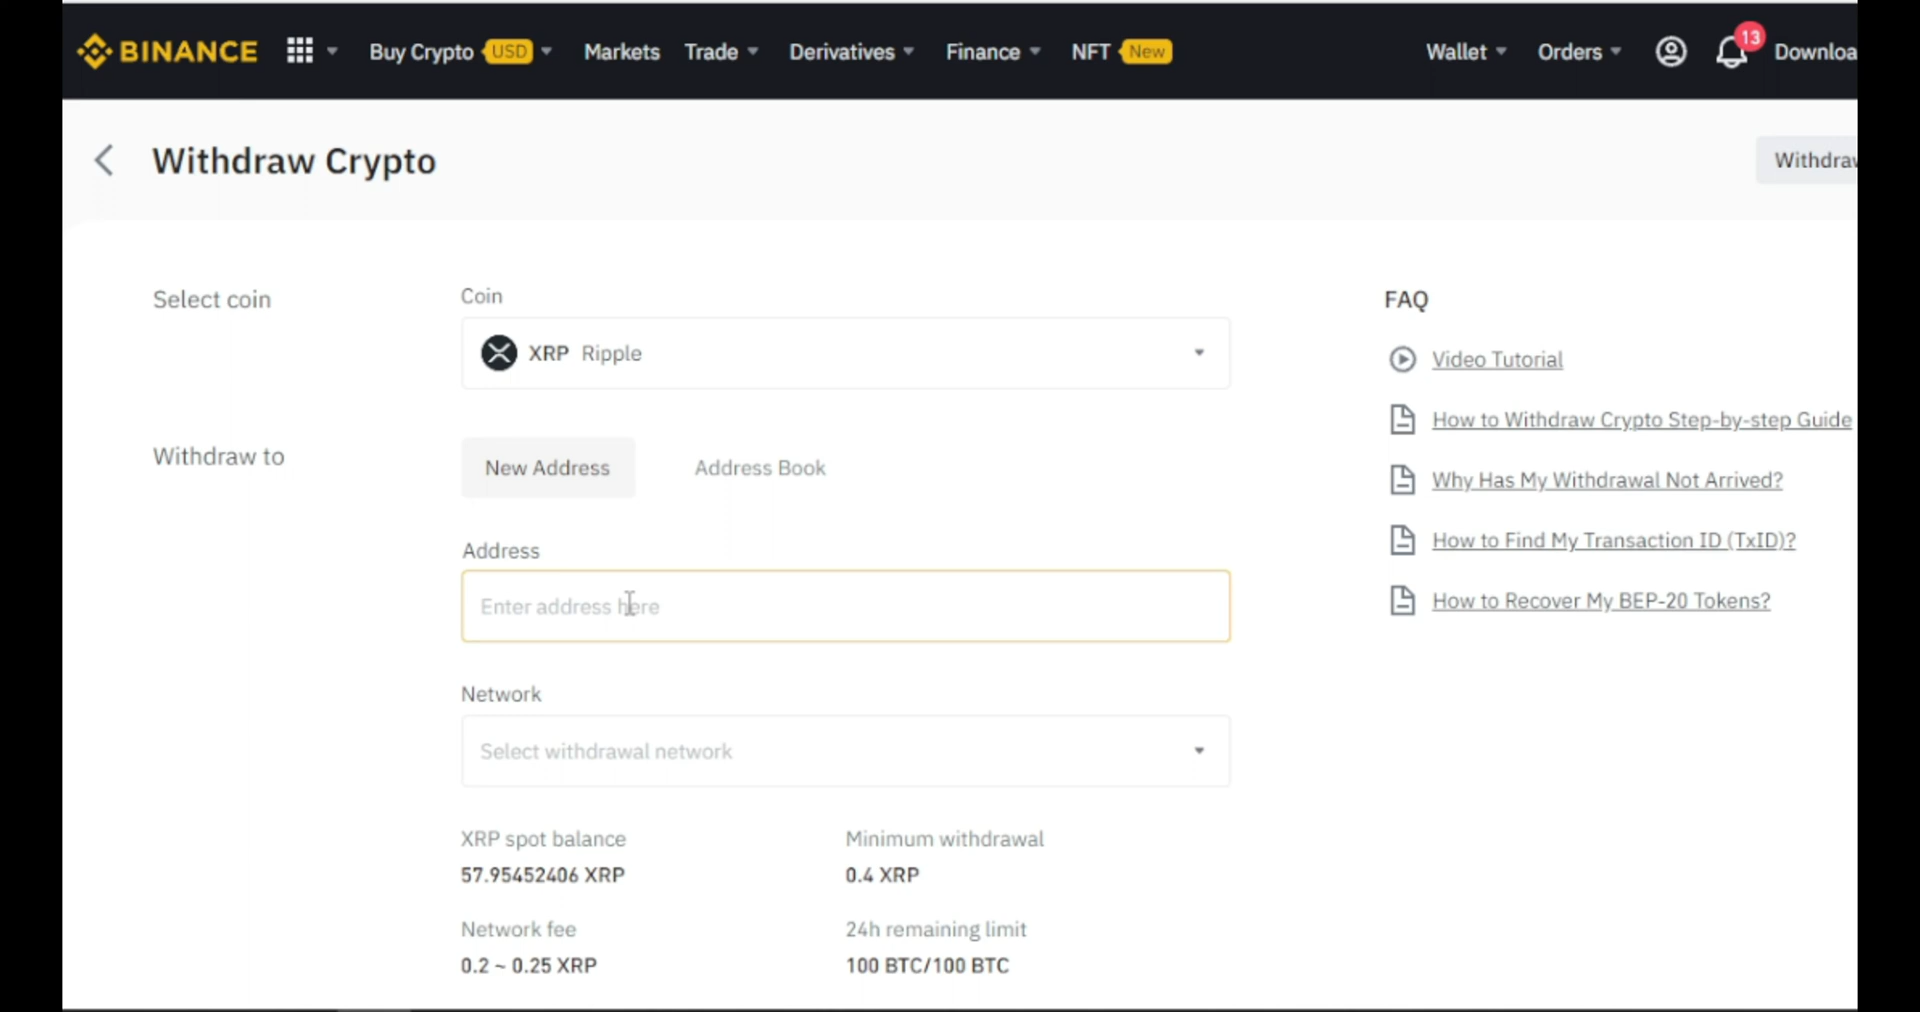 BINANCE Buy Crypto USD Markets Trade Derivatives Finance NFT New Wallet Orders 13 Downloa
Withdraw Crypto
Withdraw
Select coin
Coin
XRP Ripple
Withdraw to
New Address Address Book
Address
Enter address here
Network
Select withdrawal network
XRP spot balance
57.95452406 XRP
Minimum withdrawal
0.4 XRP
Network fee
0.2 ~ 0.25 XRP
24h remaining limit
100 BTC/100 BTC
FAQ
Video Tutorial
How to Withdraw Crypto Step-by-step Guide
Why Has My Withdrawal Not Arrived?
How to Find My Transaction ID (TxID)?
How to Recover My BEP-20 Tokens?